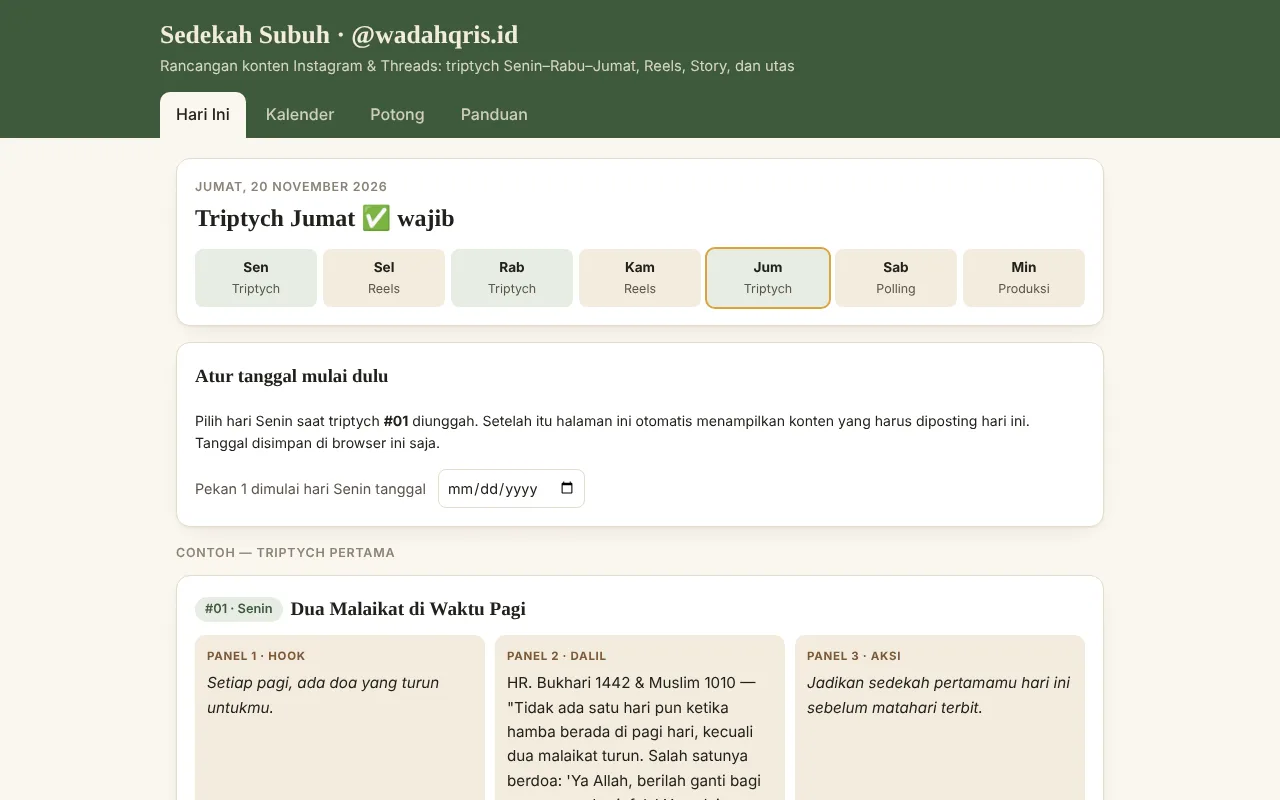 Sedekah Subuh · @wadahqris.id
Rancangan konten Instagram & Threads: triptych Senin–Rabu–Jumat, Reels, Story, dan utas
Hari Ini
Kalender
Potong
Panduan
JUMAT, 20 NOVEMBER 2026
Triptych Jumat ✅ wajib
Sen
Triptych
Sel
Reels
Rab
Triptych
Kam
Reels
Jum
Triptych
Sab
Polling
Min
Produksi
Atur tanggal mulai dulu
Pilih hari Senin saat triptych #01 diunggah. Setelah itu halaman ini otomatis menampilkan konten yang harus diposting hari ini.
Tanggal disimpan di browser ini saja.
Pekan 1 dimulai hari Senin tanggal
mm/dd/yyyy
CONTOH — TRIPTYCH PERTAMA
#01 · Senin
Dua Malaikat di Waktu Pagi
PANEL 1 · HOOK
Setiap pagi, ada doa yang turun
untukmu.
PANEL 2 · DALIL
HR. Bukhari 1442 & Muslim 1010 —
"Tidak ada satu hari pun ketika
hamba berada di pagi hari, kecuali
dua malaikat turun. Salah satunya
berdoa: 'Ya Allah, berilah ganti bagi
PANEL 3 · AKSI
Jadikan sedekah pertamamu hari ini
sebelum matahari terbit.